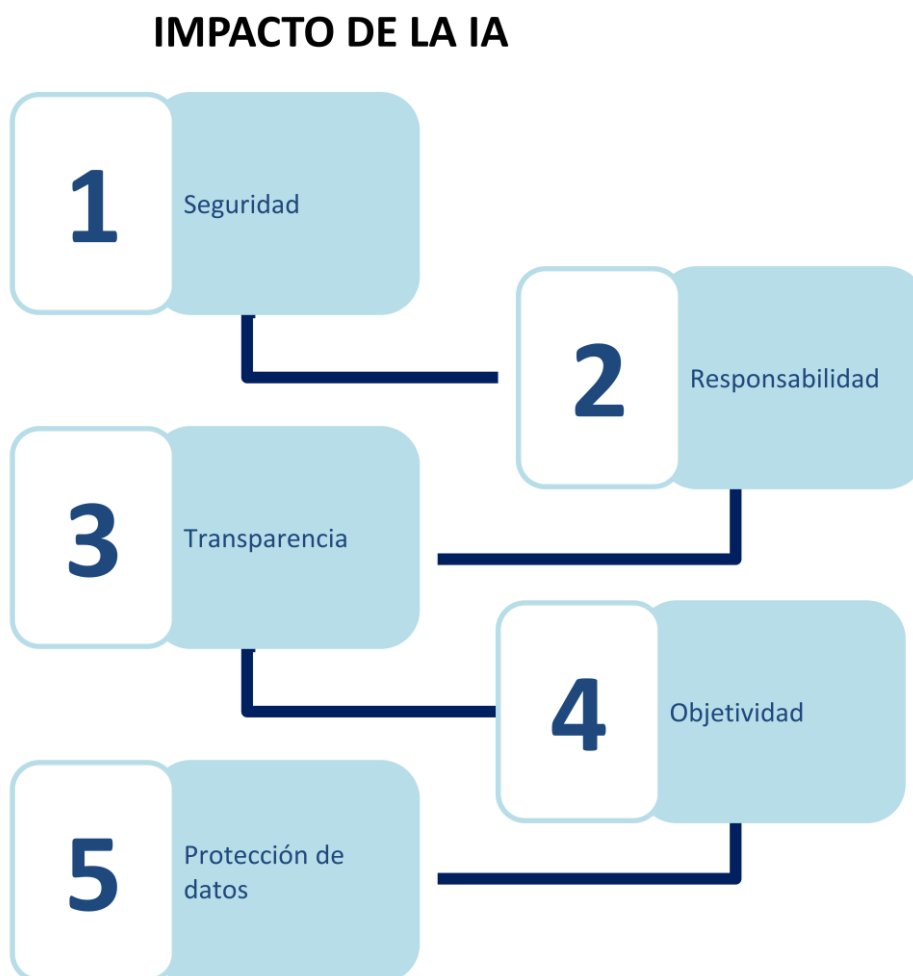 IMPACTO DE LA IA
1
Seguridad
2
Responsabilidad
3
Transparencia
4
Objetividad
5
Protección de
datos